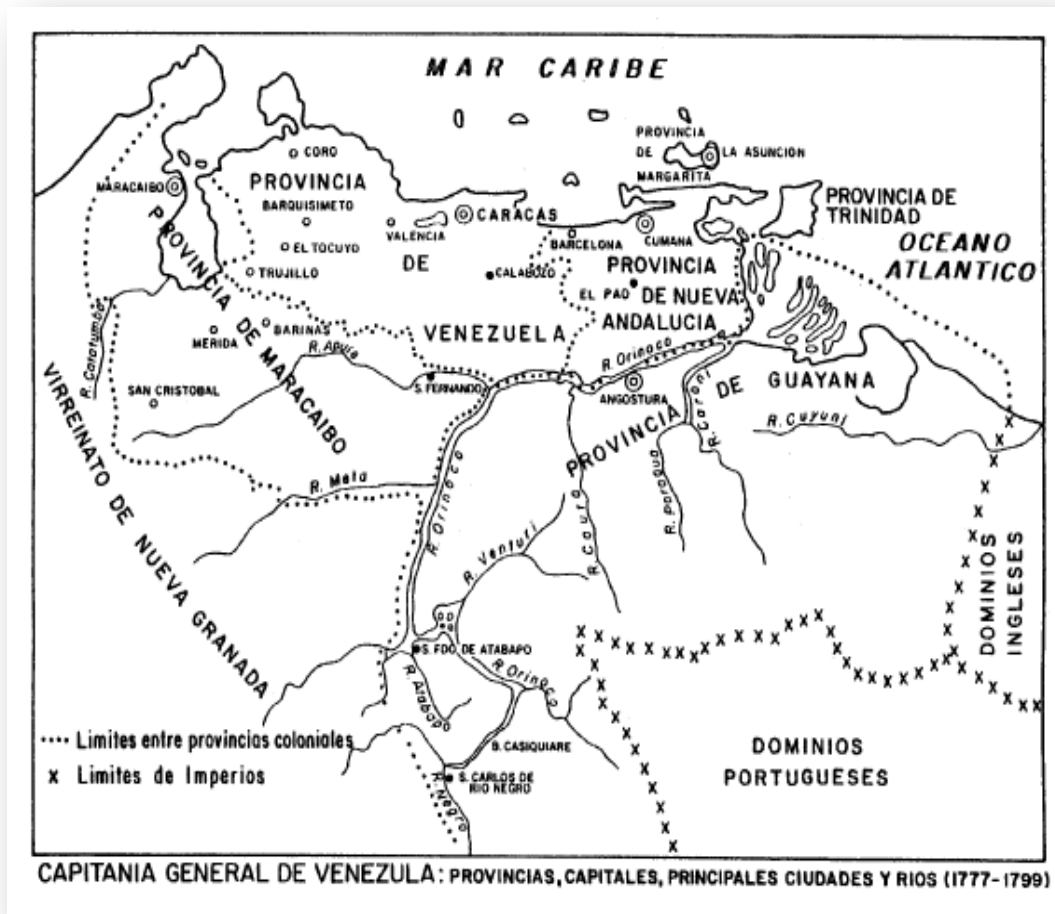 MAR CARIBE
PROVINCIA
DE
MARGARITA
LA ASUNCION
CORO
MARACAIBO
PROVINCIA
DE
VENEZUELA
BARQUISIMETO
EL TOCUYO
TRUJILLO
VALENCIA
CARACAS
BARCELONA
CUMANA
PROVINCIA DE
TRINIDAD
OCEANO
ATLANTICO
CALABOZO
EL PAO
PROVINCIA
DE NUEVA
ANDALUCIA
PROVINCIA DE MARACAIBO
R. Catatumbo
MERIDA
BARINAS
SAN CRISTOBAL
R. Apure
S. FERNANDO
R. Orinoco
ANGOSTURA
PROVINCIA
DE
GUAYANA
R. Caroni
R. Cuyuni
R. Paragua
R. Caura
R. Meta
R. Orinoco
R. Venturi
VIRREINATO DE NUEVA GRANADA
S. FDO DE ATABAPO
R. Atabapo
R. Orinoco
B. CASIQUIARE
S. CARLOS DE
RIO NEGRO
R. Negro
DOMINIOS
INGLESES
DOMINIOS
PORTUGUESES
Limites entre provincias coloniales
x Limites de Imperios
CAPITANIA GENERAL DE VENEZULA: PROVINCIAS, CAPITALES, PRINCIPALES CIUDADES Y RIOS (1777-1799)